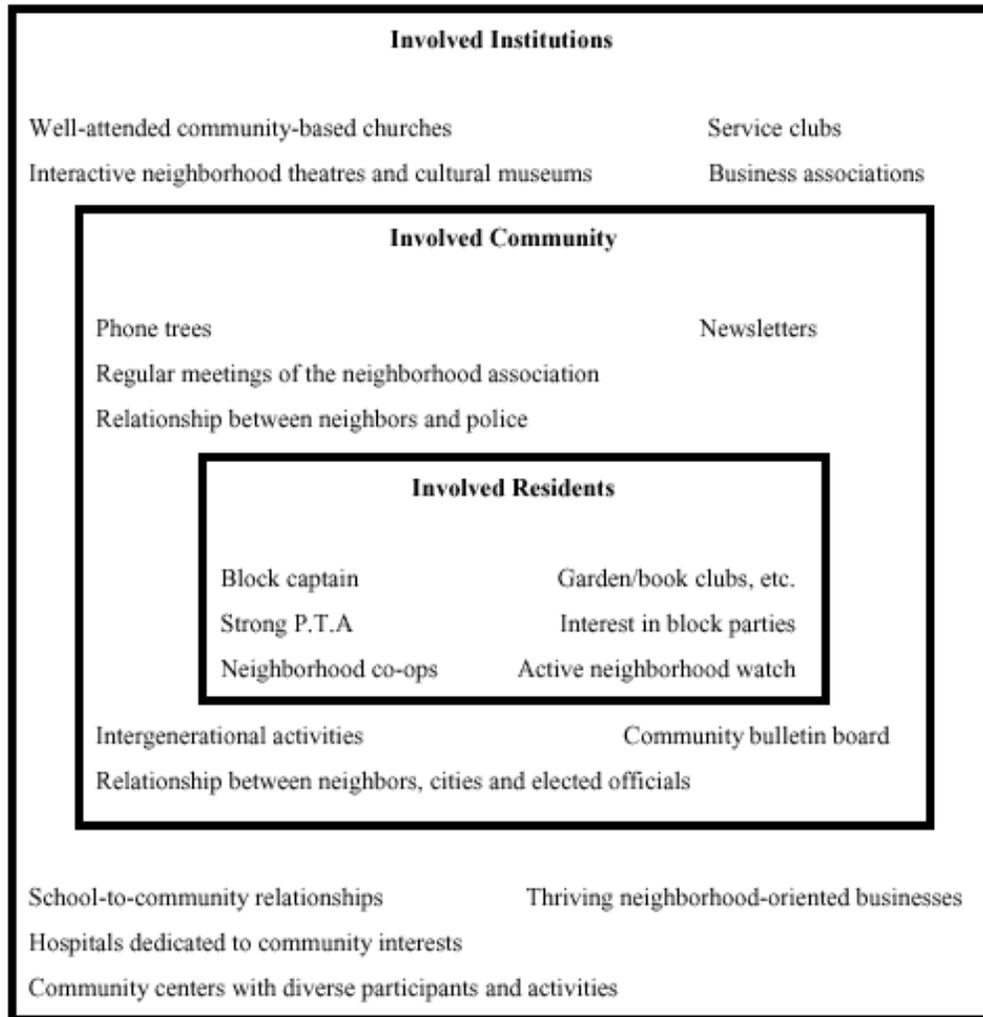 Involved Institutions
Well-attended community-based churches Service clubs
Interactive neighborhood theatres and cultural museums Business associations
Involved Community
Phone trees Newsletters
Regular meetings of the neighborhood association
Relationship between neighbors and police
Involved Residents
Block captain Garden/book clubs, etc.
Strong P.T.A Interest in block parties
Neighborhood co-ops Active neighborhood watch
Intergenerational activities Community bulletin board
Relationship between neighbors, cities and elected officials
School-to-community relationships Thriving neighborhood-oriented businesses
Hospitals dedicated to community interests
Community centers with diverse participants and activities